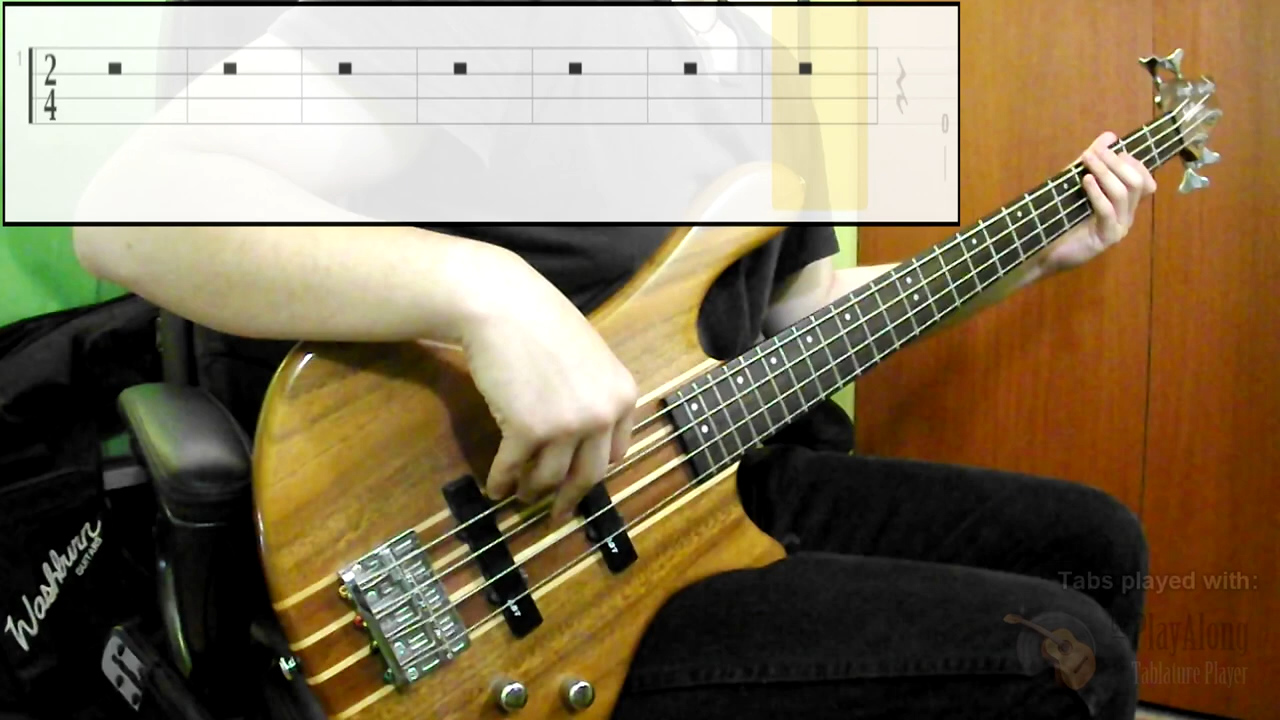 1
2
4
0
Washburn
GUITARS
Tabs played with:
PlayAlong
Tablature Player